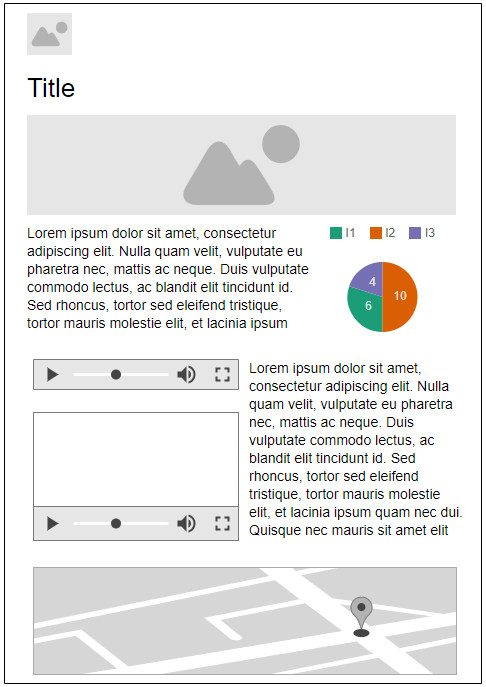 Title
Lorem ipsum dolor sit amet, consectetur
adipiscing elit. Nulla quam velit, vulputate eu
pharetra nec, mattis ac neque. Duis vulputate
commodo lectus, ac blandit elit tincidunt id.
Sed rhoncus, tortor sed eleifend tristique,
tortor mauris molestie elit, et lacinia ipsum
I1 I2 I3
4
10
6
Lorem ipsum dolor sit amet,
consectetur adipiscing elit. Nulla
quam velit, vulputate eu pharetra
nec, mattis ac neque. Duis
vulputate commodo lectus, ac
blandit elit tincidunt id. Sed
rhoncus, tortor sed eleifend
tristique, tortor mauris molestie
elit, et lacinia ipsum quam nec dui.
Quisque nec mauris sit amet elit